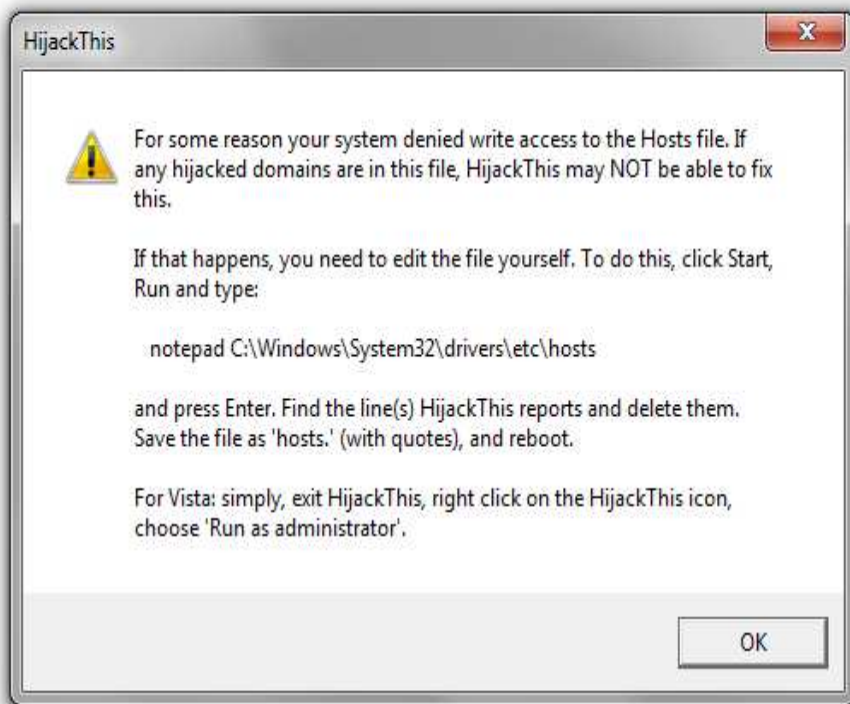 HijackThis
For some reason your system denied write access to the Hosts file. If
any hijacked domains are in this file, HijackThis may NOT be able to fix
this.
If that happens, you need to edit the file yourself. To do this, click Start,
Run and type:
notepad C:\Windows\System32\drivers\etc\hosts
and press Enter. Find the line(s) HijackThis reports and delete them.
Save the file as 'hosts.' (with quotes), and reboot.
For Vista: simply, exit HijackThis, right click on the HijackThis icon,
choose 'Run as administrator'.
OK